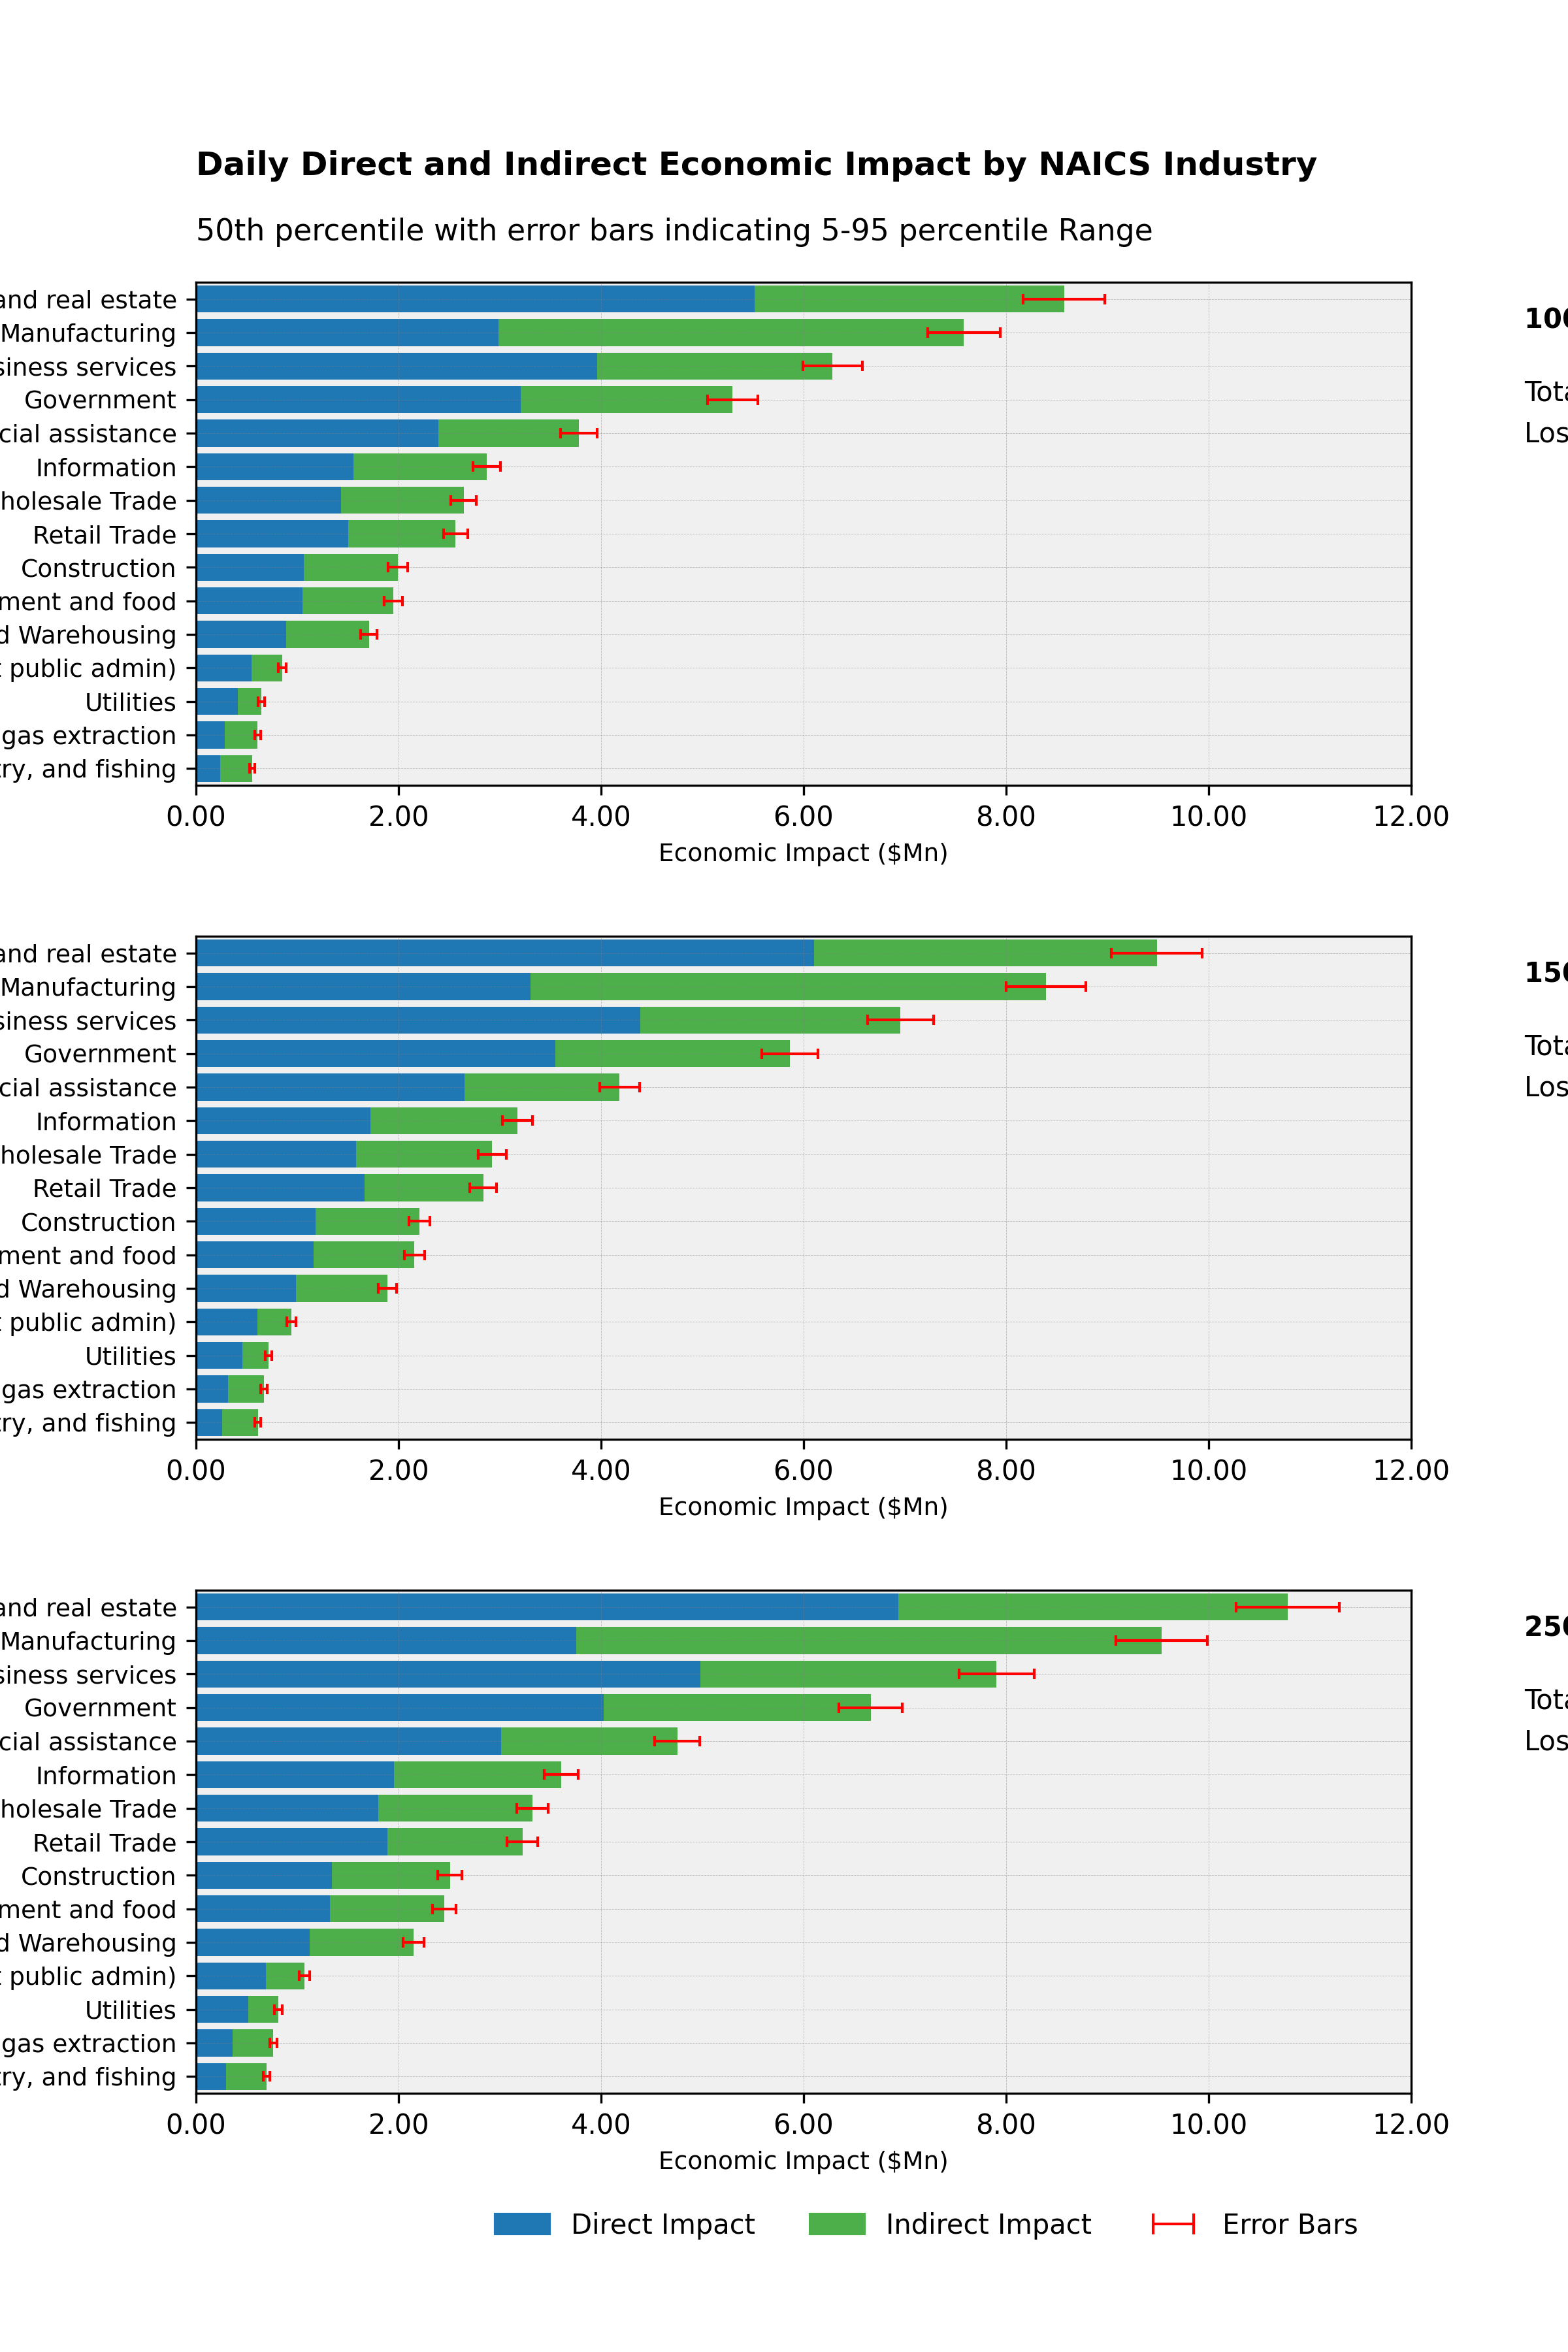 Daily Direct and Indirect Economic Impact by NAICS Industry
50th percentile with error bars indicating 5-95 percentile Range
and real estate
Manufacturing
siness services
Government
cial assistance
Information
holesale Trade
Retail Trade
Construction
ment and food
d Warehousing
t public admin)
Utilities
gas extraction
try, and fishing
0.00 2.00 4.00 6.00 8.00 10.00 12.00
Economic Impact ($Mn)
100
Tota
Los
and real estate
Manufacturing
siness services
Government
cial assistance
Information
holesale Trade
Retail Trade
Construction
ment and food
d Warehousing
t public admin)
Utilities
gas extraction
try, and fishing
0.00 2.00 4.00 6.00 8.00 10.00 12.00
Economic Impact ($Mn)
150
Tota
Los
and real estate
Manufacturing
siness services
Government
cial assistance
Information
holesale Trade
Retail Trade
Construction
ment and food
d Warehousing
t public admin)
Utilities
gas extraction
try, and fishing
0.00 2.00 4.00 6.00 8.00 10.00 12.00
Economic Impact ($Mn)
250
Tota
Los
Direct Impact Indirect Impact Error Bars